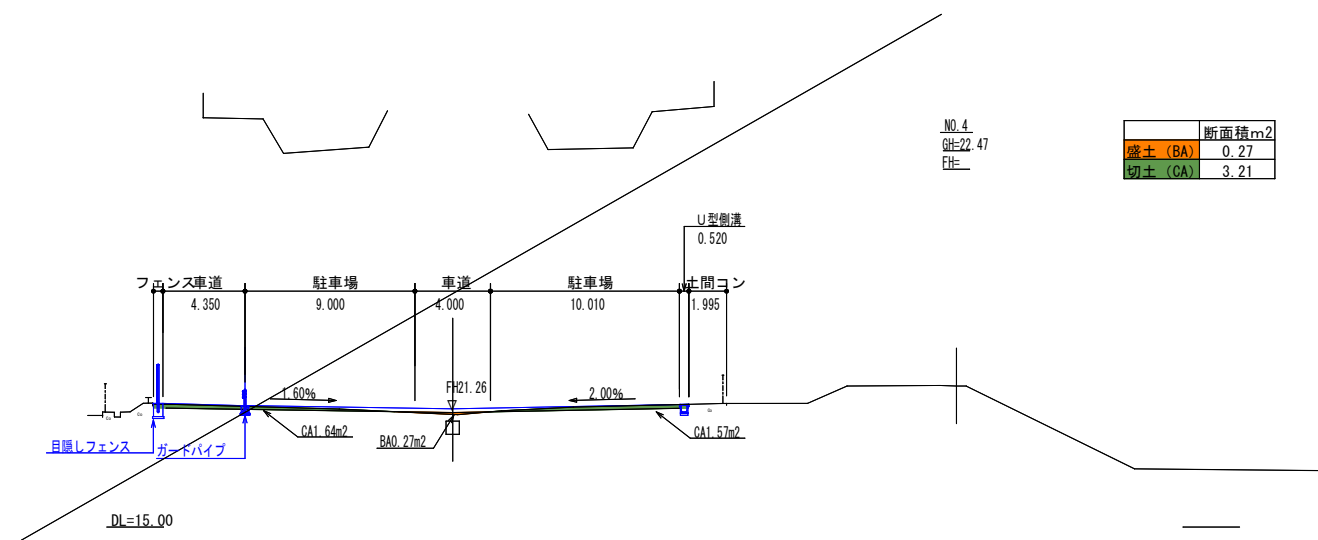 NO.4
GH=22.47
FH=
断面積m2
盛土（BA） 0.27
切土（CA） 3.21
U型側溝
0.520
フェンス 車道 駐車場 車道 駐車場 土間コン
4.350 9.000 4.000 10.010 1.995
1.60% FH21.26 2.00%
CA1.64m2 BA0.27m2 CA1.57m2
目隠しフェンス ガードパイプ
DL=15.00